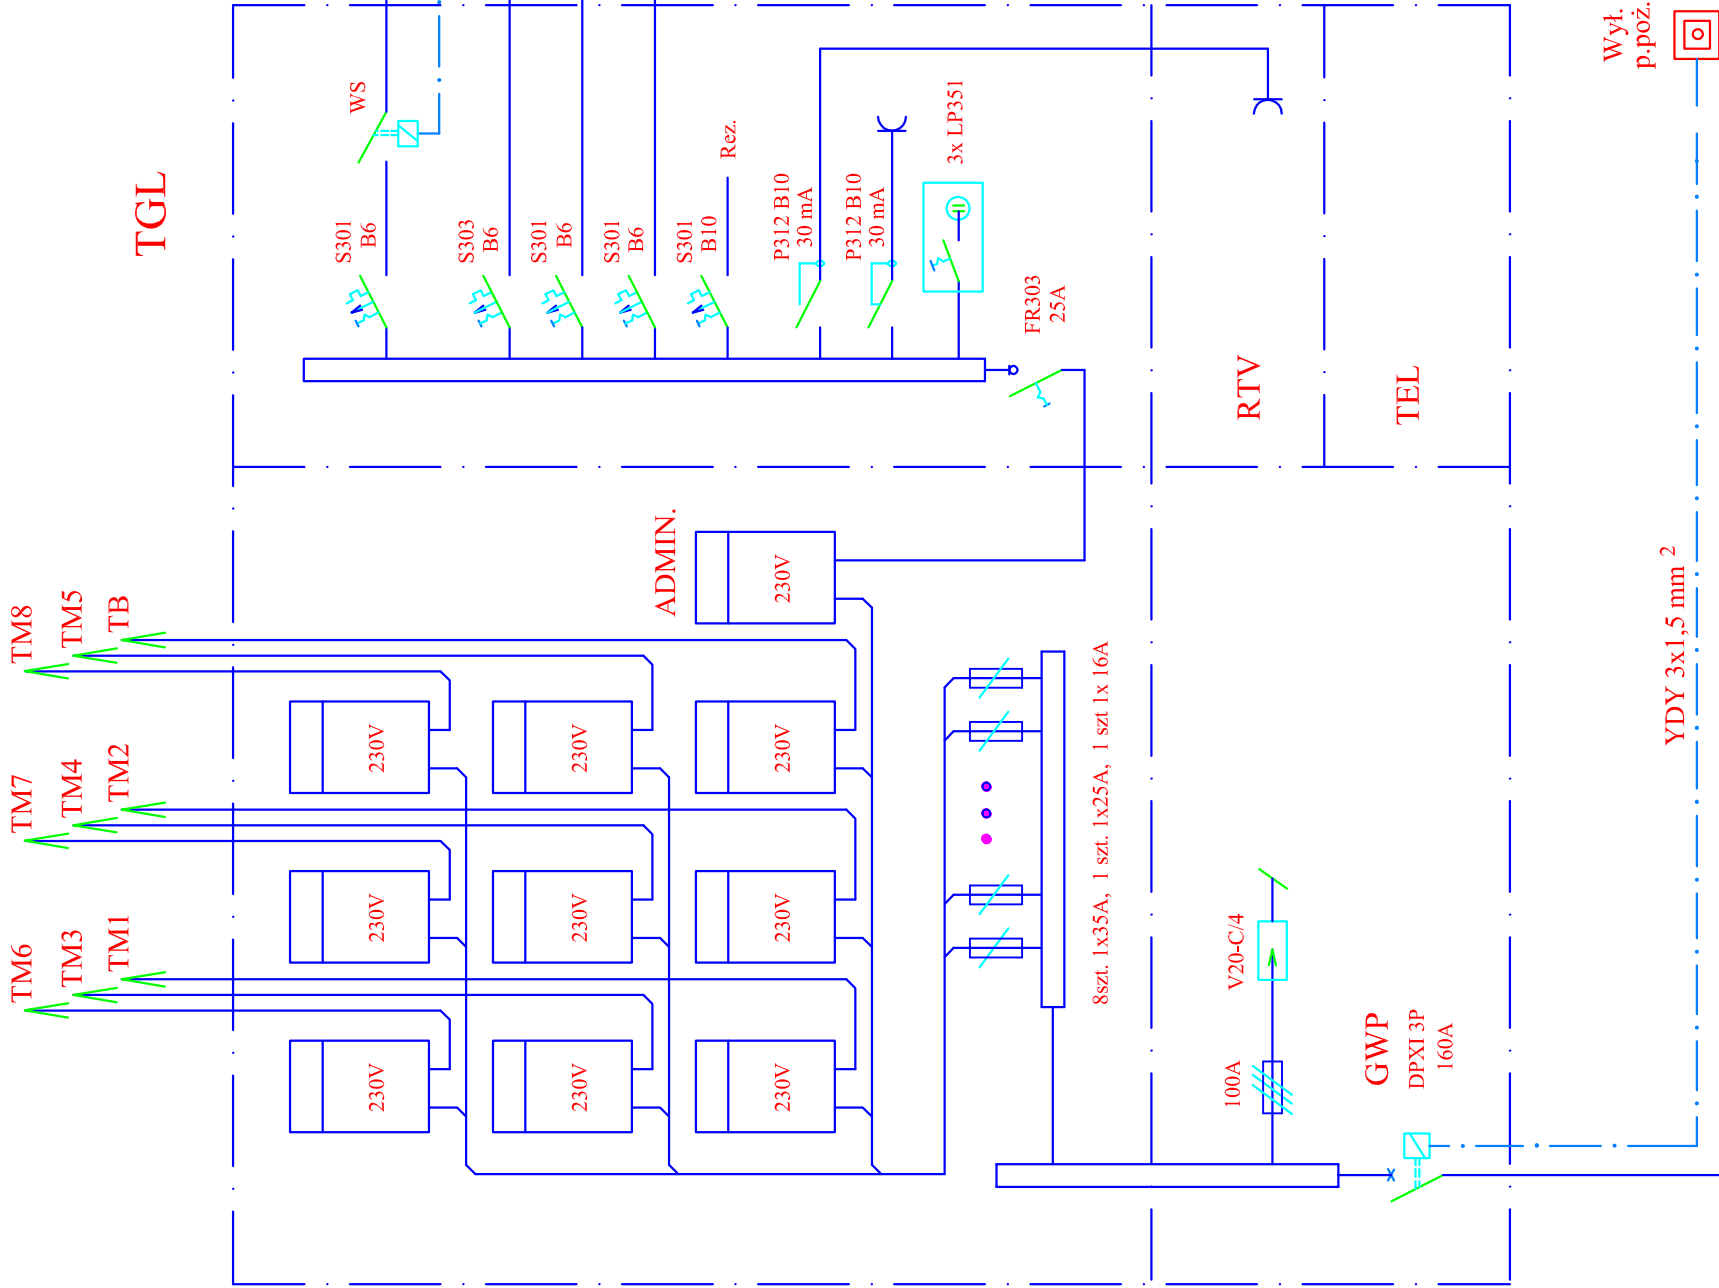 TGL
WS
S301
B6
S303
B6
S301
B6
S301
B6
S301
B10
Rez.
P312 B10
30 mA
P312 B10
30 mA
3x LP351
FR303
25A
RTV
TEL
Wył.
p.poż.
YDY 3x1,5 mm 2
ADMIN.
230V
TM8
TM5
TB
230V
230V
230V
TM7
TM4
TM2
230V
230V
230V
TM6
TM3
TM1
230V
230V
230V
8szt. 1x35A, 1 szt. 1x25A, 1 szt 1x 16A
V20-C/4
100A
GWP
DPXI 3P
160A